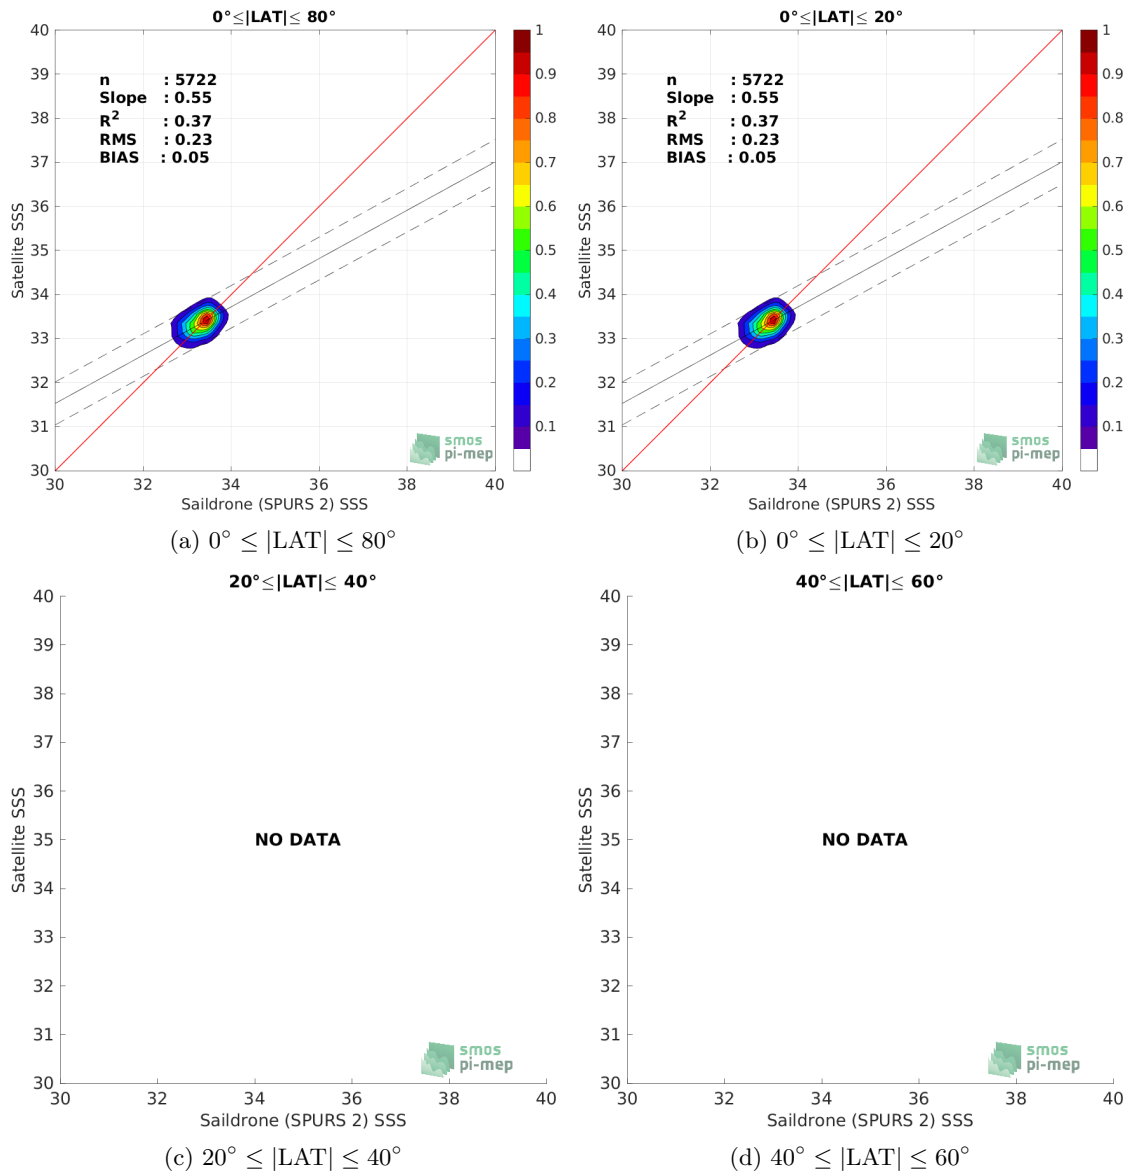 0°≤|LAT|≤ 80°
40
39
38
37
36
35
34
33
32
31
30
Satellite SSS
n : 5722
Slope : 0.55
R² : 0.37
RMS : 0.23
BIAS : 0.05
smos
pi-mep
30 32 34 36 38 40
Saildrone (SPURS 2) SSS
1
0.9
0.8
0.7
0.6
0.5
0.4
0.3
0.2
0.1
(a) 0° ≤ |LAT| ≤ 80°
0°≤|LAT|≤ 20°
40
39
38
37
36
35
34
33
32
31
30
Satellite SSS
n : 5722
Slope : 0.55
R² : 0.37
RMS : 0.23
BIAS : 0.05
smos
pi-mep
30 32 34 36 38 40
Saildrone (SPURS 2) SSS
1
0.9
0.8
0.7
0.6
0.5
0.4
0.3
0.2
0.1
(b) 0° ≤ |LAT| ≤ 20°
20°≤|LAT|≤ 40°
40
39
38
37
36
35
34
33
32
31
30
Satellite SSS
NO DATA
smos
pi-mep
30 32 34 36 38 40
Saildrone (SPURS 2) SSS
(c) 20° ≤ |LAT| ≤ 40°
40°≤|LAT|≤ 60°
40
39
38
37
36
35
34
33
32
31
30
Satellite SSS
NO DATA
smos
pi-mep
30 32 34 36 38 40
Saildrone (SPURS 2) SSS
(d) 40° ≤ |LAT| ≤ 60°